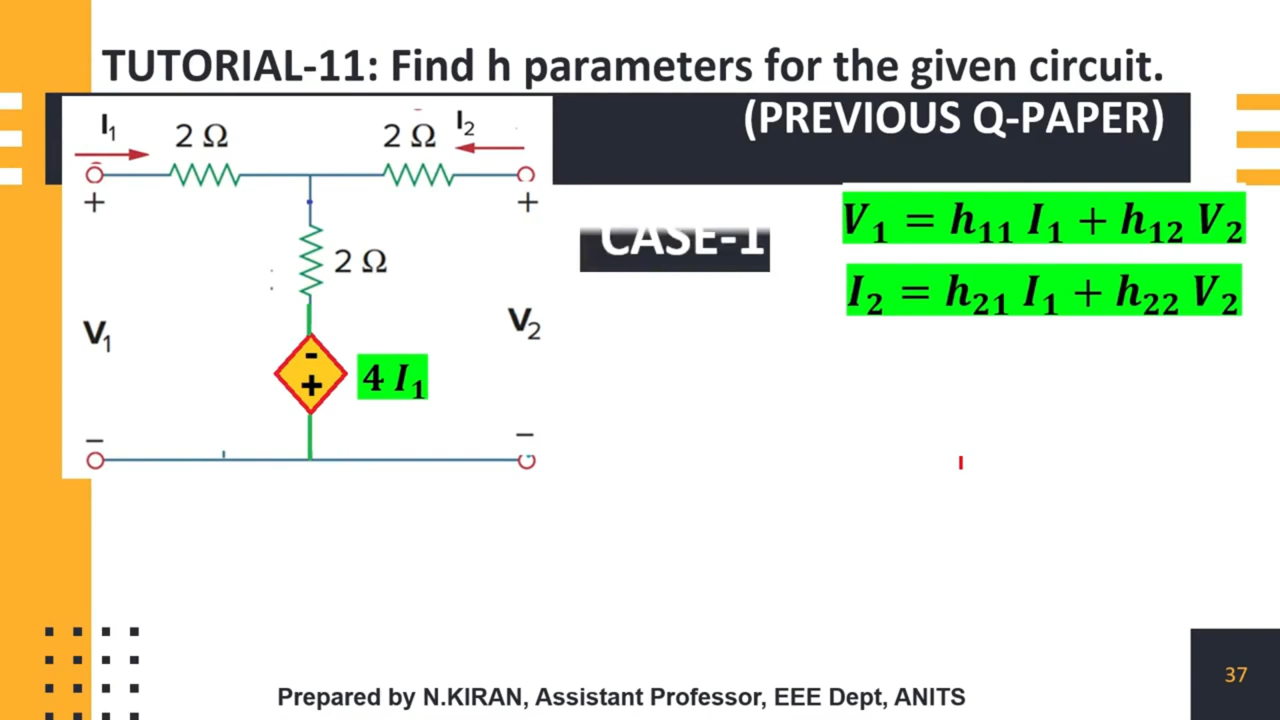 TUTORIAL-11: Find h parameters for the given circuit.
(PREVIOUS Q-PAPER)
I₁ 2 Ω 2 Ω I₂
+ +
2 Ω
V₁ V₂
-
+
4 I₁
− −
CASE-1
V₁ = h₁₁ I₁ + h₁₂ V₂
I₂ = h₂₁ I₁ + h₂₂ V₂
Prepared by N.KIRAN, Assistant Professor, EEE Dept, ANITS
37